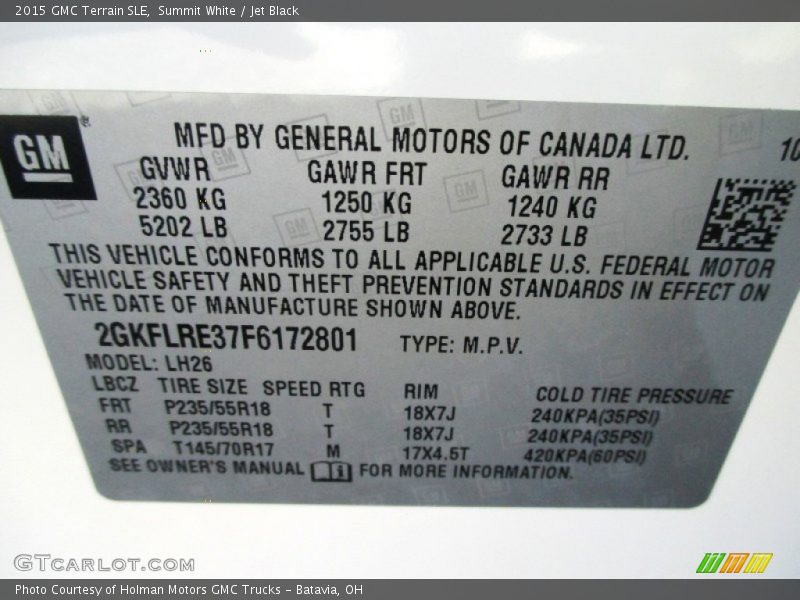 2015 GMC Terrain SLE,  Summit White / Jet Black
GM
MFD BY GENERAL MOTORS OF CANADA LTD.
10
GVWR GAWR FRT GAWR RR
2360 KG 1250 KG 1240 KG
5202 LB 2755 LB 2733 LB
THIS VEHICLE CONFORMS TO ALL APPLICABLE U.S. FEDERAL MOTOR
VEHICLE SAFETY AND THEFT PREVENTION STANDARDS IN EFFECT ON
THE DATE OF MANUFACTURE SHOWN ABOVE.
2GKFLRE37F6172801 TYPE: M.P.V.
MODEL: LH26
LBCZ TIRE SIZE SPEED RTG RIM COLD TIRE PRESSURE
FRT P235/55R18 T 18X7J 240KPA(35PSI)
RR P235/55R18 T 18X7J 240KPA(35PSI)
SPA T145/70R17 M 17X4.5T 420KPA(60PSI)
SEE OWNER'S MANUAL FOR MORE INFORMATION.
GTCarLot.com
Photo Courtesy of Holman Motors GMC Trucks - Batavia, OH